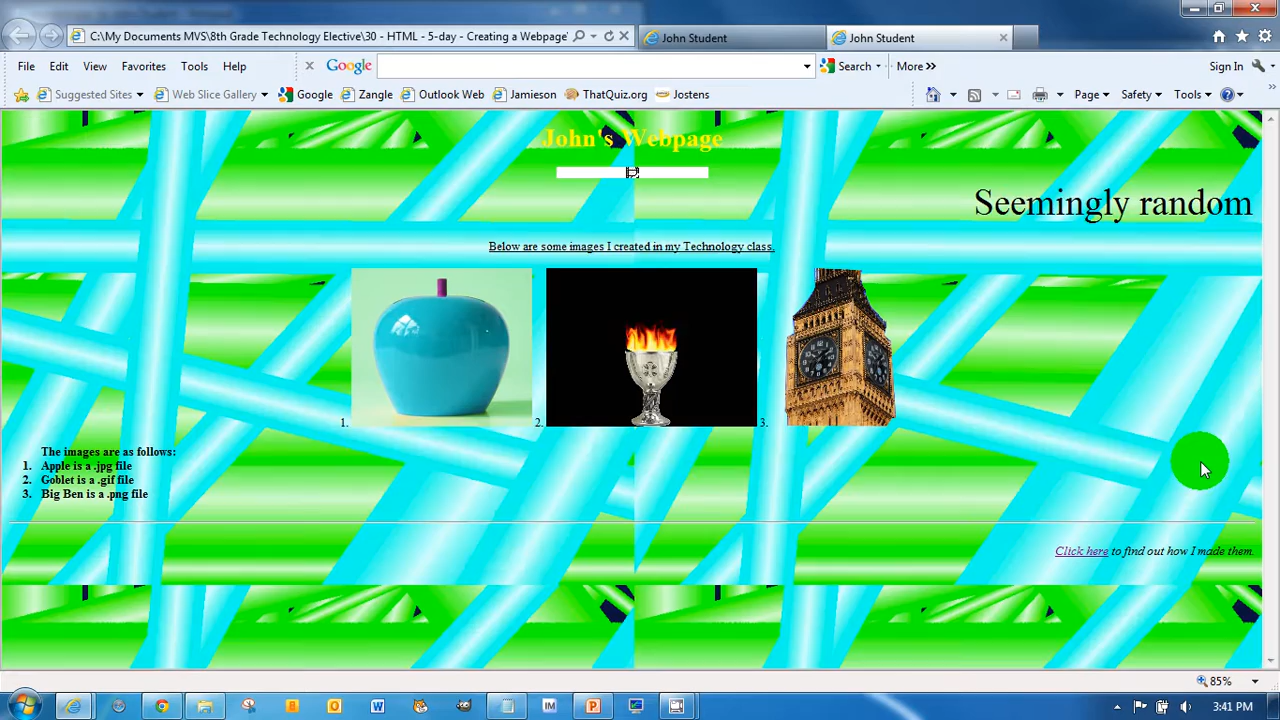 C:\My Documents MVS\8th Grade Technology Elective\30 - HTML - 5-day - Creating a Webpage\
John Student
John Student
File Edit View Favorites Tools Help
Google
Search
More »
Sign In
Suggested Sites
Web Slice Gallery
Google
Zangle
Outlook Web
Jamieson
ThatQuiz.org
Jostens
Page
Safety
Tools
John's Webpage
Seemingly random
Below are some images I created in my Technology class.
1.
2.
3.
The images are as follows:
1. Apple is a .jpg file
2. Goblet is a .gif file
3. Big Ben is a .png file
Click here to find out how I made them.
85%
3:41 PM